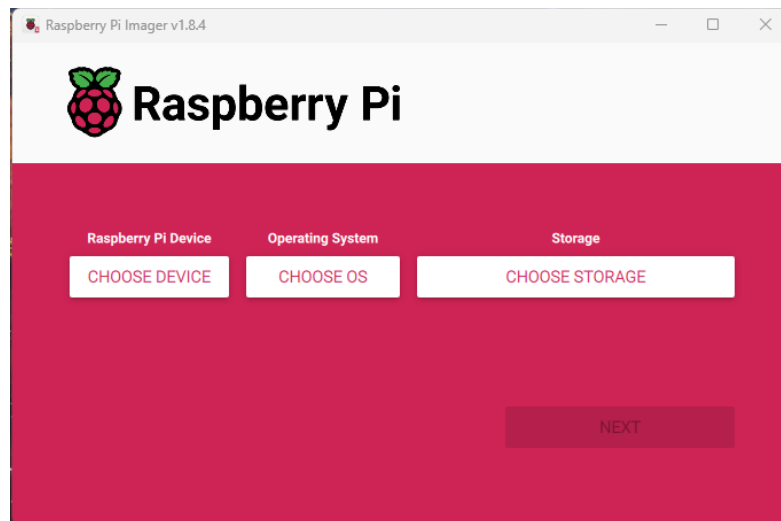 Raspberry Pi Imager v1.8.4
Raspberry Pi
Raspberry Pi Device Operating System Storage
CHOOSE DEVICE CHOOSE OS CHOOSE STORAGE
NEXT